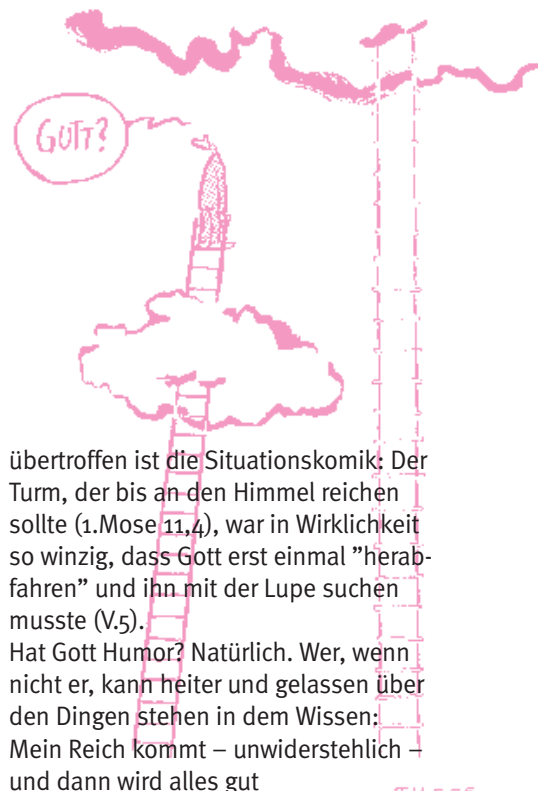 GOTT?
übertroffen ist die Situationskomik: Der
Turm, der bis an den Himmel reichen
sollte (1.Mose 11,4), war in Wirklichkeit
so winzig, dass Gott erst einmal ”herab-
fahren” und ihn mit der Lupe suchen
musste (V.5).
Hat Gott Humor? Natürlich. Wer, wenn
nicht er, kann heiter und gelassen über
den Dingen stehen in dem Wissen:
Mein Reich kommt – unwiderstehlich –
und dann wird alles gut